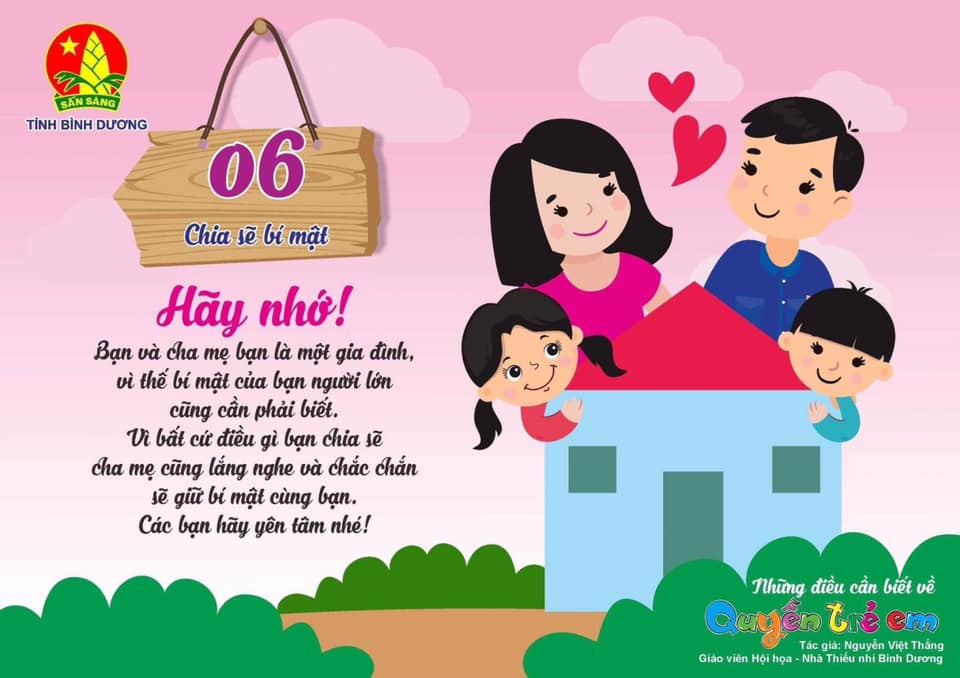 SẴN SÀNG
TỈNH BÌNH DƯƠNG
06
Chia sẽ bí mật
Hãy nhớ!
Bạn và cha mẹ bạn là một gia đình,
vì thế bí mật của bạn người lớn
cũng cần phải biết.
Vì bất cứ điều gì bạn chia sẽ
cha mẹ cũng lắng nghe và chắc chắn
sẽ giữ bí mật cùng bạn.
Các bạn hãy yên tâm nhé!
Những điều cần biết về
Quyền trẻ em
Tác giả: Nguyễn Việt Thắng
Giáo viên Hội họa - Nhà Thiếu nhi Bình Dương